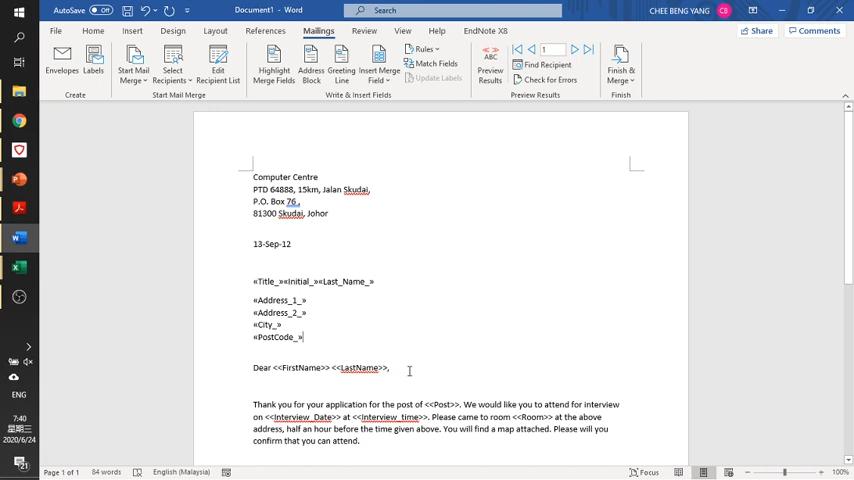 AutoSave Off
Document1 - Word
Search
CHEE BENG YANG CB
File Home Insert Draw Design Layout References Mailings Review View Help EndNote X8
Share Comments
Envelopes Labels
Create
Start Mail Merge
Select Recipients
Edit Recipient List
Start Mail Merge
Highlight Merge Fields
Address Block
Greeting Line
Insert Merge Field
Rules
Match Fields
Update Labels
Write & Insert Fields
ABC
Preview Results
1
Find Recipient
Check for Errors
Preview Results
Finish & Merge
Finish
Computer Centre
PTD 64888, 15km, Jalan Skudai,
P.O. Box 76 ,
81300 Skudai, Johor
13-Sep-12
«Title_»«Initial_»«Last_Name_»
«Address_1_»
«Address_2_»
«City_»
«PostCode_»
Dear <<FirstName>> <<LastName>>,
Thank you for your application for the post of <<Post>>. We would like you to attend for interview
on <<Interview_Date>> at <<Interview_time>>. Please came to room <<Room>> at the above
address, half an hour before the time given above. You will find a map attached. Please will you
confirm that you can attend.
ENG
7:40
星期三
2020/6/24
21
Page 1 of 1 84 words English (Malaysia)
Focus
100%